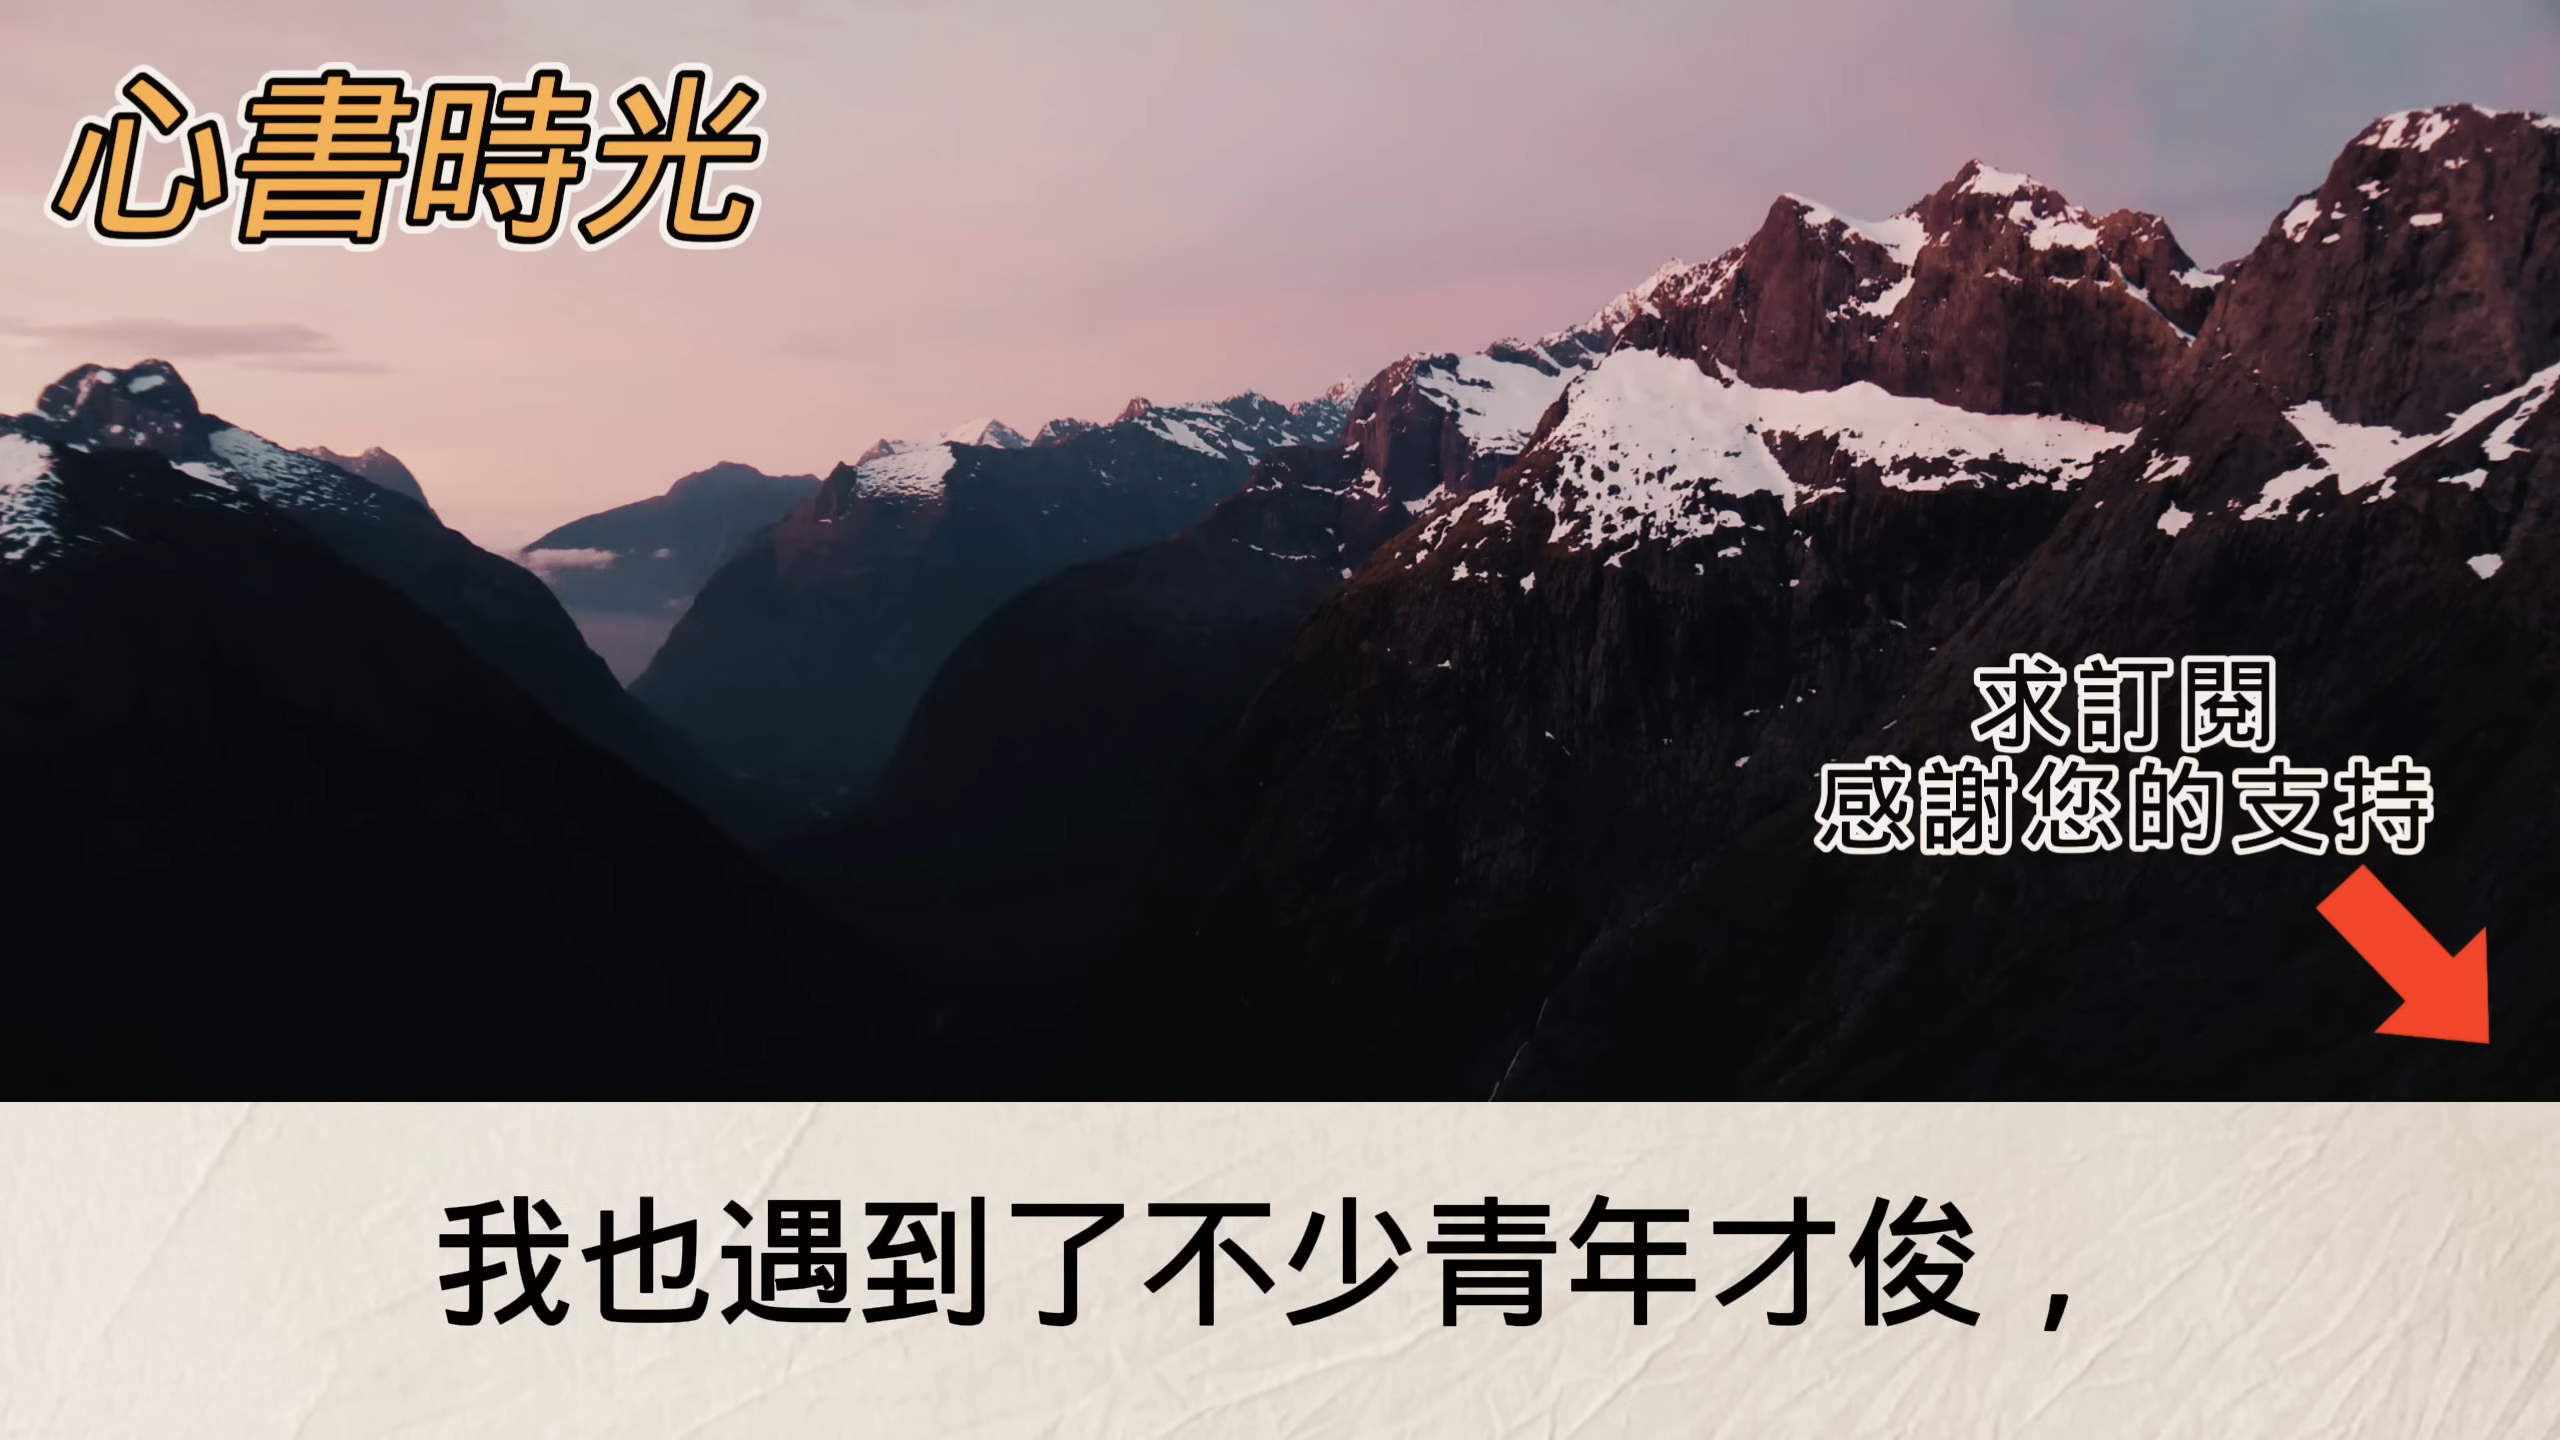 心書時光
求訂閱
感謝您的支持
我也遇到了不少青年才俊，